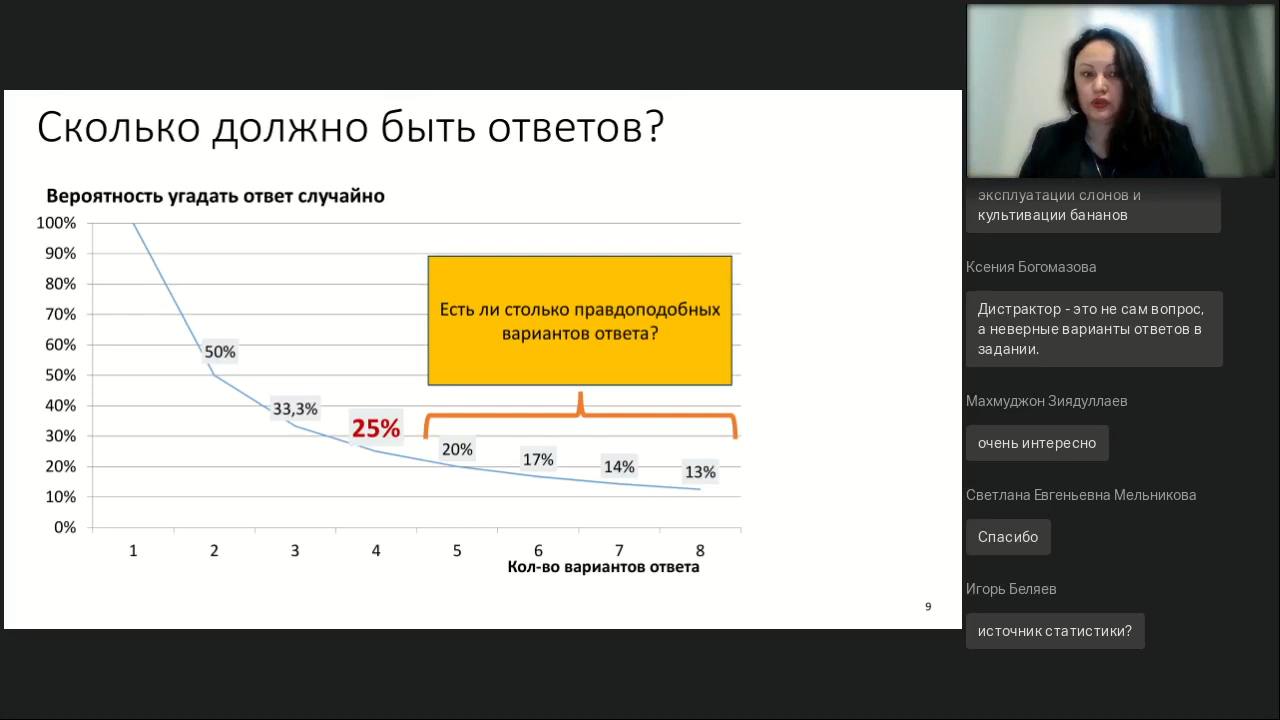 Сколько должно быть ответов?
Вероятность угадать ответ случайно
100%
90%
80%
70%
60%
50%
40%
30%
20%
10%
0%
50%
33,3%
25%
20%
17%
14%
13%
Есть ли столько правдоподобных
вариантов ответа?
1 2 3 4 5 6 7 8
Кол-во вариантов ответа
9
эксплуатации слонов и
культивации бананов
Ксения Богомазова
Дистрактор - это не сам вопрос,
а неверные варианты ответов в
задании.
Махмуджон Зиядуллаев
очень интересно
Светлана Евгеньевна Мельникова
Спасибо
Игорь Беляев
источник статистики?